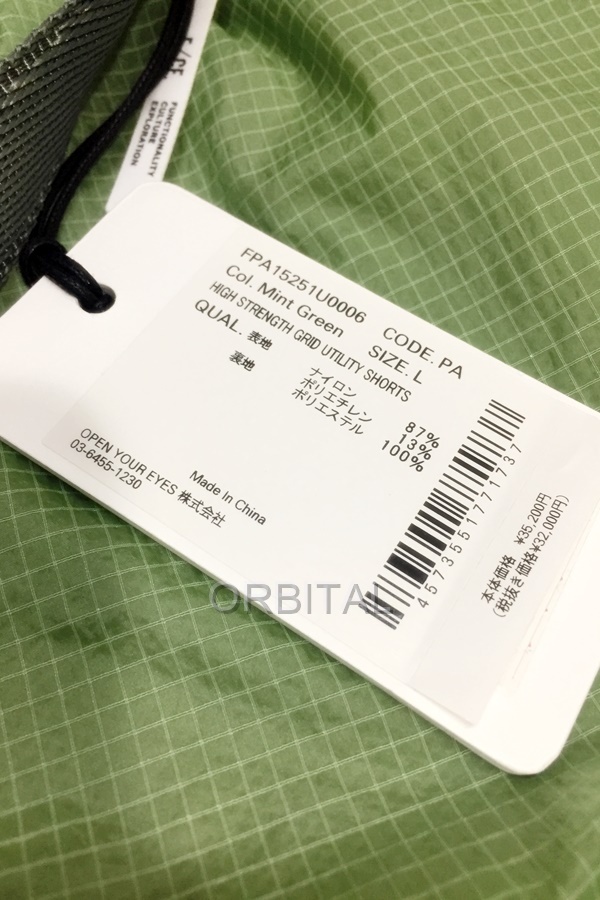 F/CE.
FUNCTIONALITY
CULTURE
EXPLORATION
FPA15251U0006 CODE. PA
Col. Mint Green SIZE. L
HIGH STRENGTH GRID UTILITY SHORTS
QUAL. 表地 ナイロン 87%
ポリエチレン 13%
裏地 ポリエステル 100%
Made In China
OPEN YOUR EYES 株式会社
03-6455-1230
4573551771737
本体価格 ¥35,200円
(税抜き価格¥32,000円)
ORBITAL